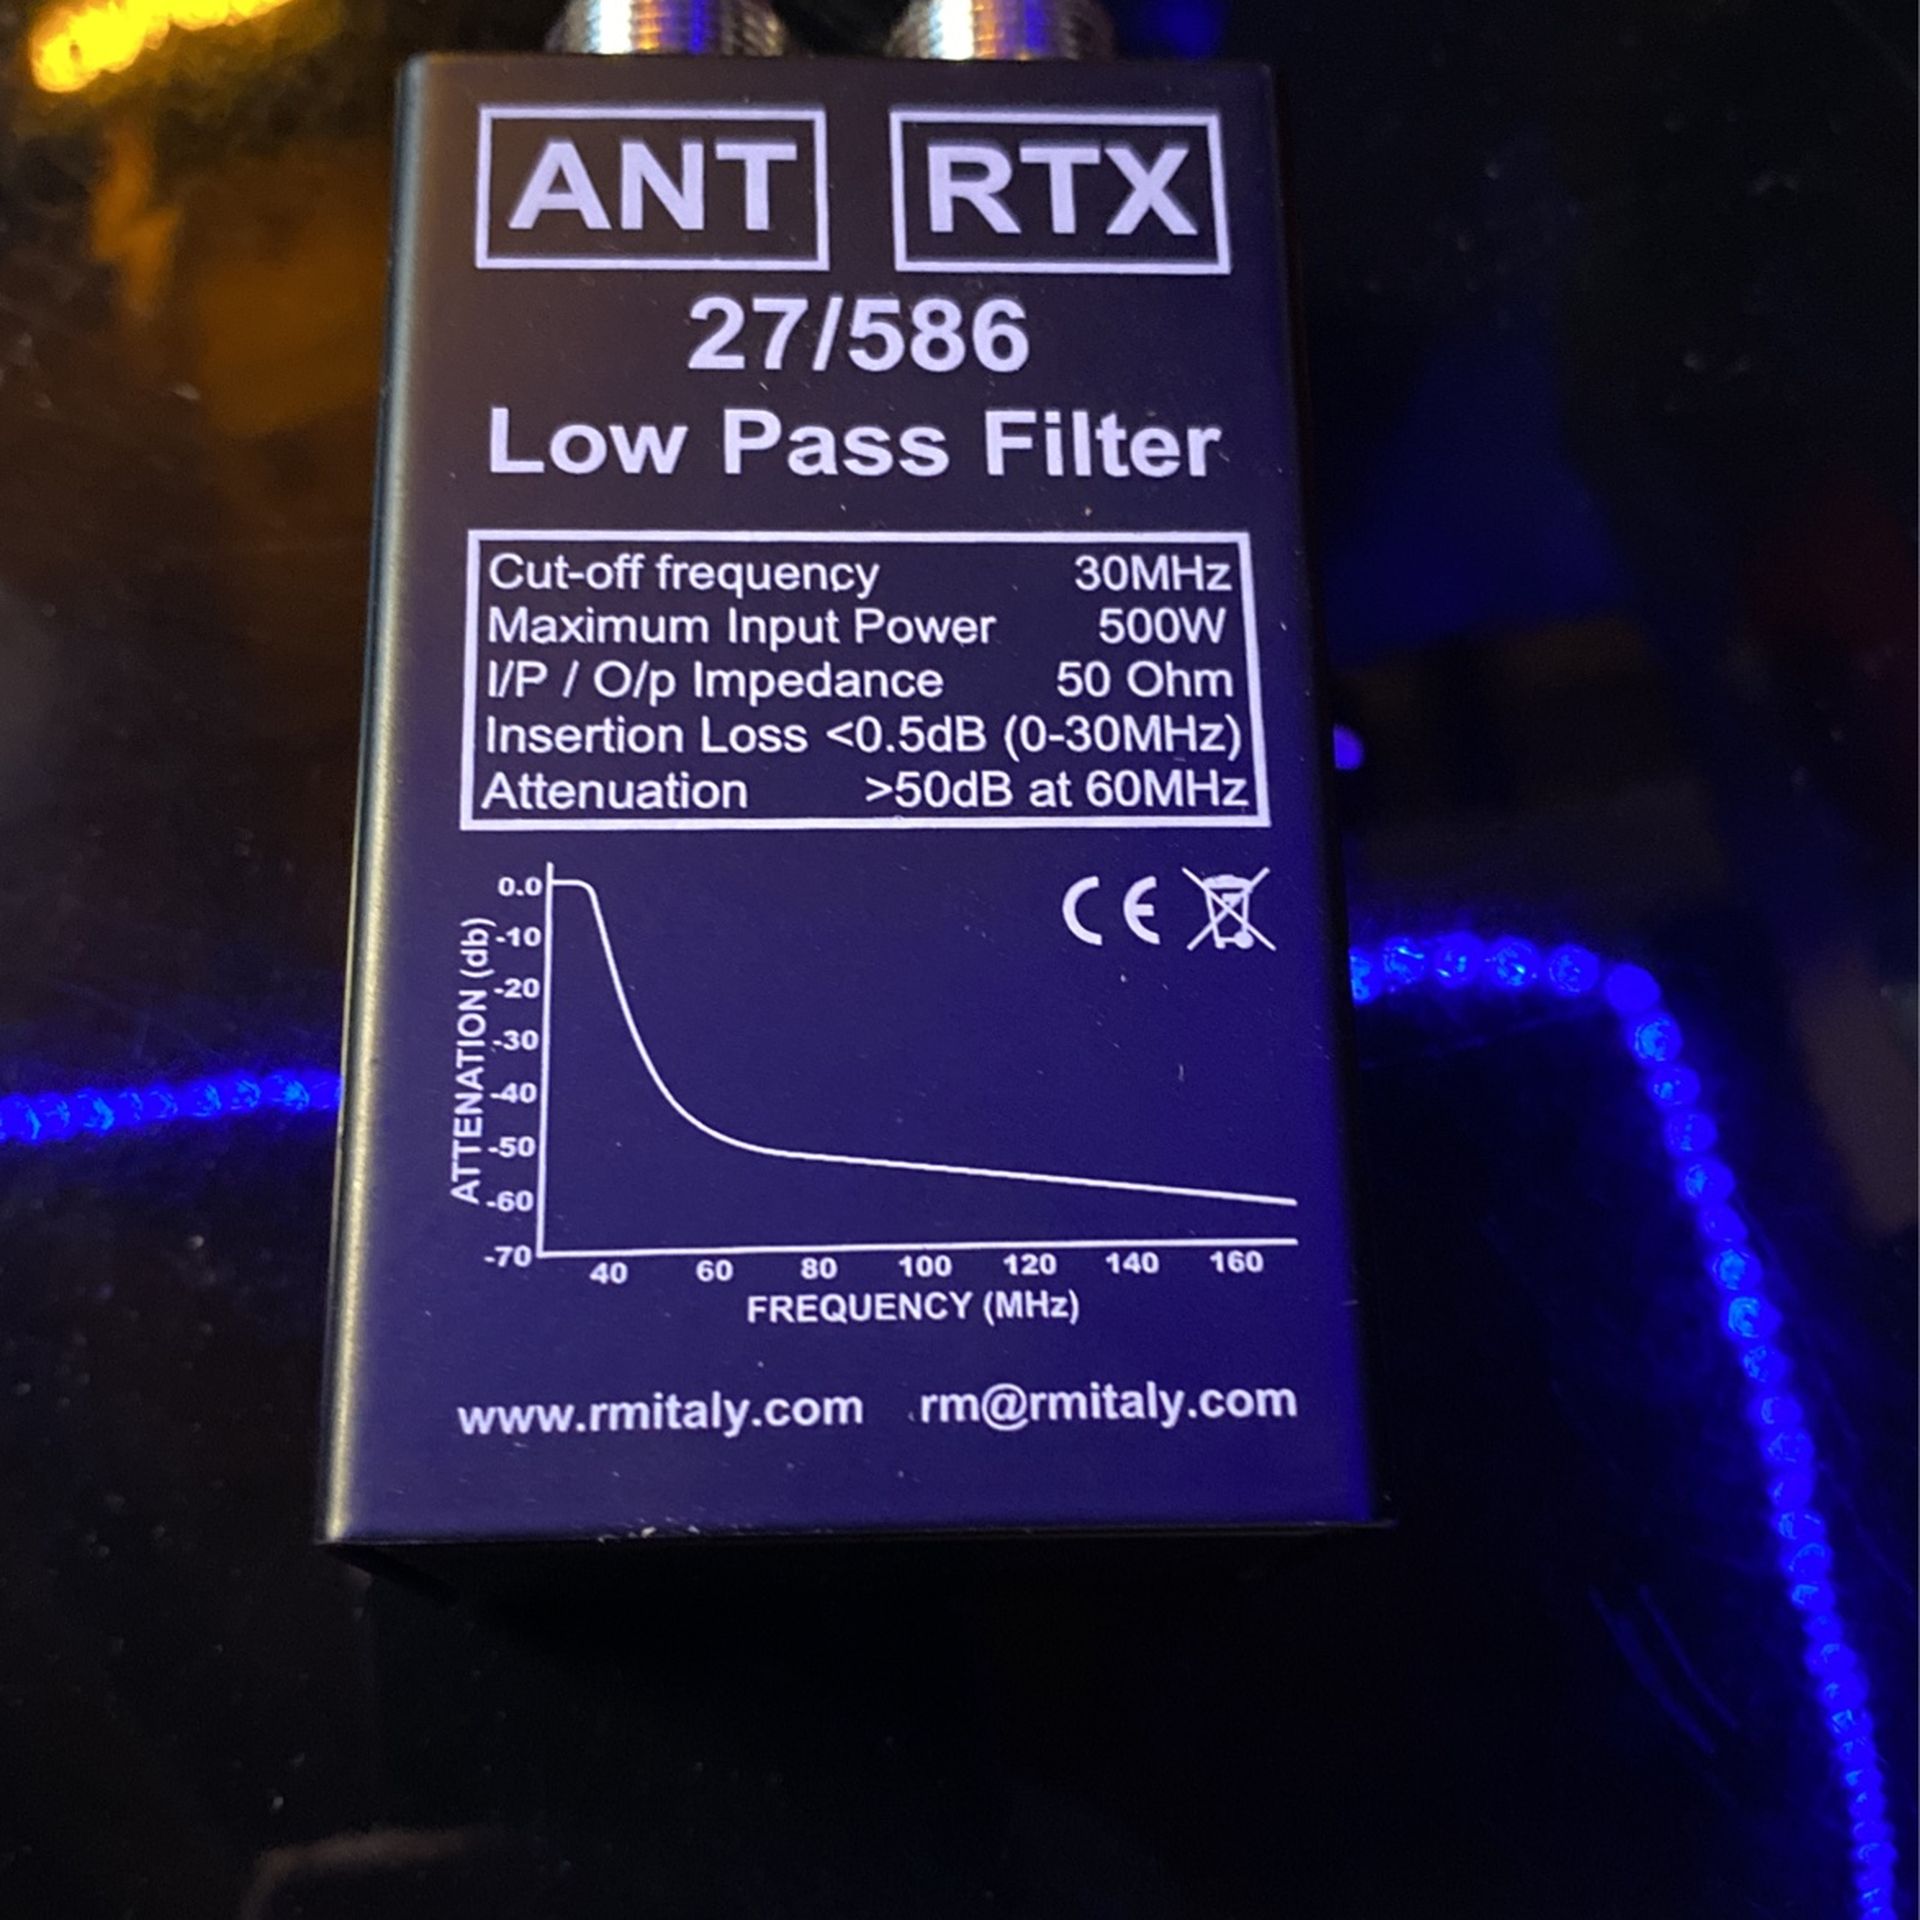 ANT RTX
27/586
Low Pass Filter
Cut-off frequency 30MHz
Maximum Input Power 500W
I/P / O/p Impedance 50 Ohm
Insertion Loss <0.5dB (0-30MHz)
Attenuation >50dB at 60MHz
CE
ATTENATION (db)
0.0
-10
-20
-30
-40
-50
-60
-70
40 60 80 100 120 140 160
FREQUENCY (MHz)
www.rmitaly.com rm@rmitaly.com